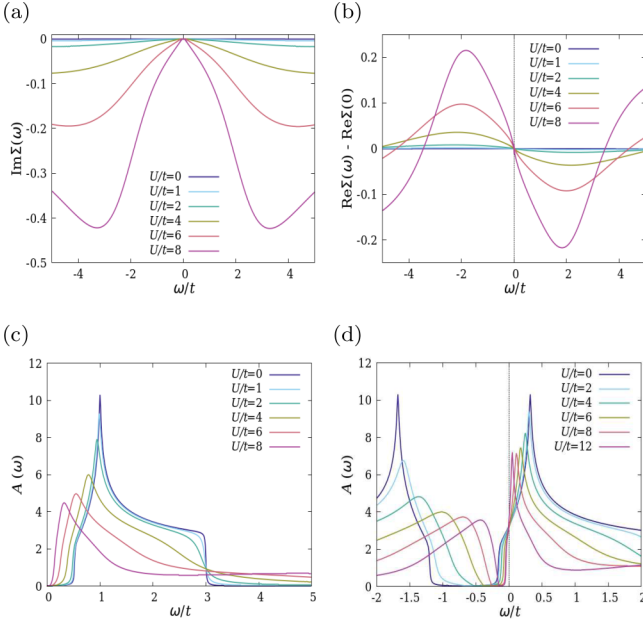 (a)
0
-0.1
-0.2
-0.3
-0.4
-0.5
ImΣ(ω)
U/t=0
U/t=1
U/t=2
U/t=4
U/t=6
U/t=8
-4 -2 0 2 4
ω/t
(b)
0.2
0.1
0
-0.1
-0.2
ReΣ(ω) - ReΣ(0)
U/t=0
U/t=1
U/t=2
U/t=4
U/t=6
U/t=8
-4 -2 0 2 4
ω/t
(c)
12
10
8
6
4
2
0
A (ω)
U/t=0
U/t=1
U/t=2
U/t=4
U/t=6
U/t=8
0 1 2 3 4 5
ω/t
(d)
12
10
8
6
4
2
0
A (ω)
U/t=0
U/t=2
U/t=4
U/t=6
U/t=8
U/t=12
-2 -1.5 -1 -0.5 0 0.5 1 1.5 2
ω/t